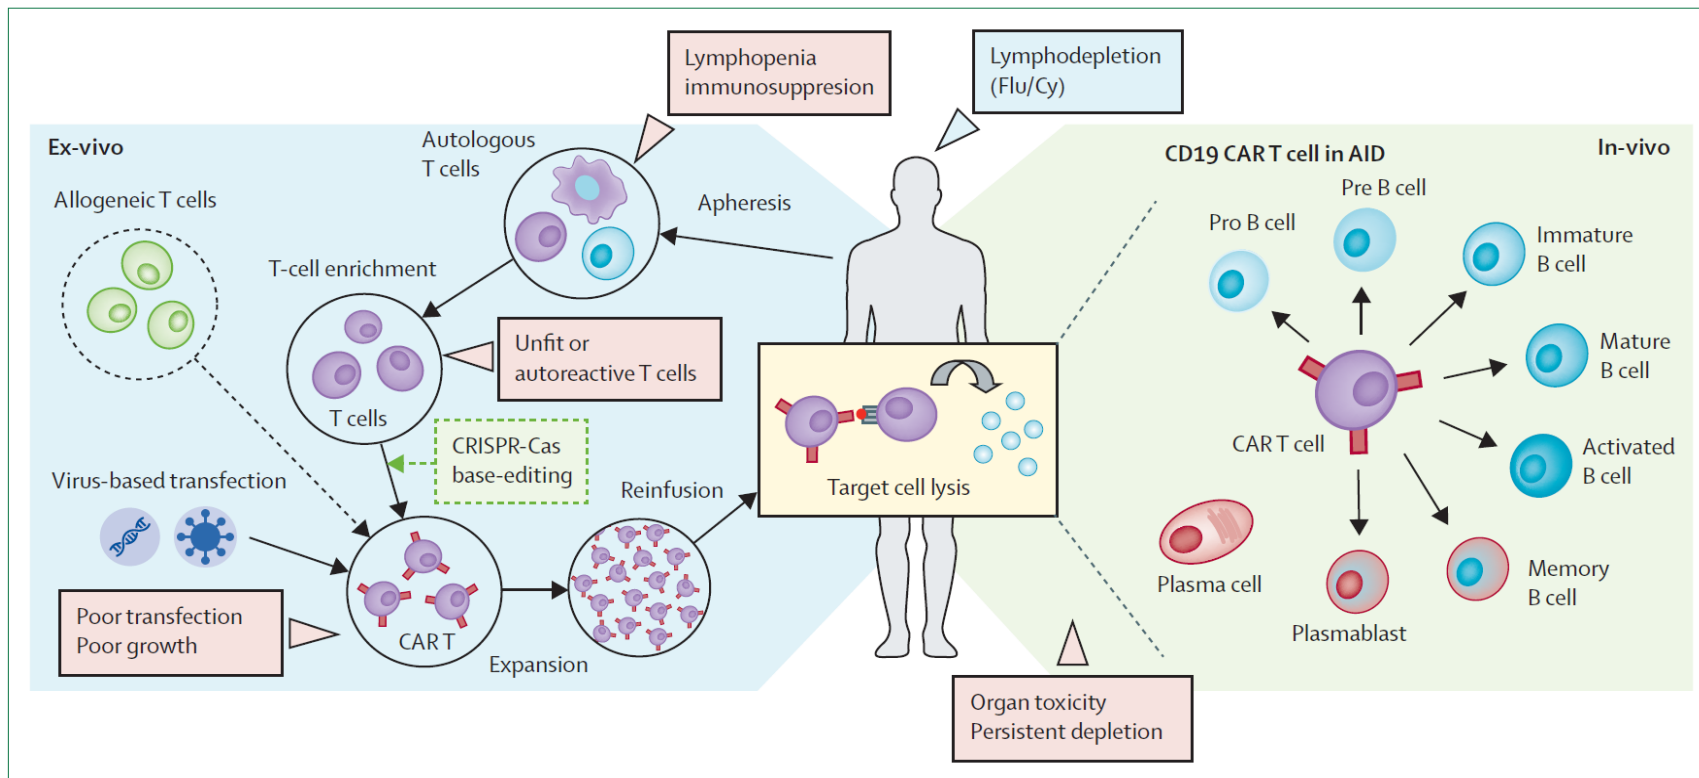 Lymphopenia
immunosuppresion
Lymphodepletion
(Flu/Cy)
Ex-vivo
Autologous
T cells
Allogeneic T cells
Apheresis
T-cell enrichment
Unfit or
autoreactive T cells
T cells
CRISPR-Cas
base-editing
Virus-based transfection
Reinfusion
Poor transfection
Poor growth
CAR T
Expansion
Target cell lysis
CD19 CAR T cell in AID
In-vivo
Pre B cell
Pro B cell
Immature
B cell
Mature
B cell
CAR T cell
Activated
B cell
Plasma cell
Memory
B cell
Plasmablast
Organ toxicity
Persistent depletion